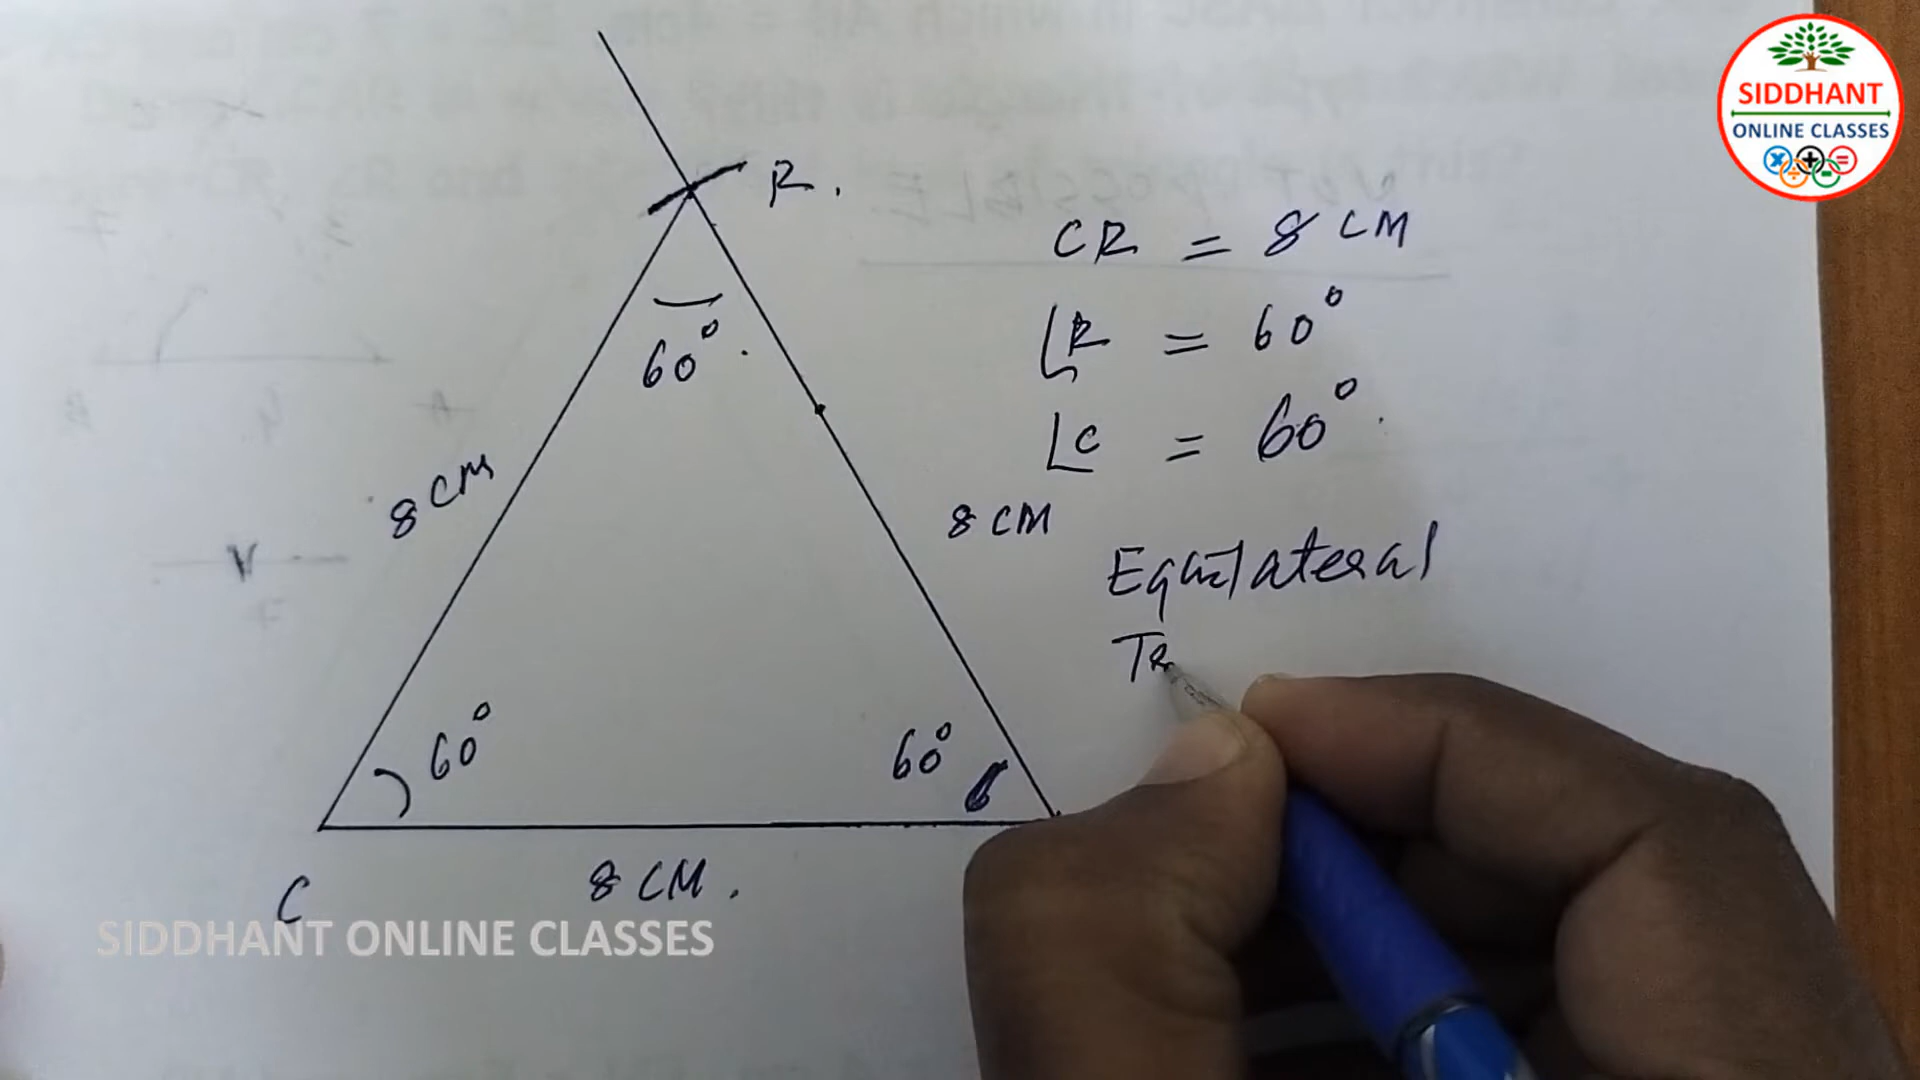 SIDDHANT
ONLINE CLASSES
R.
CR = 8 CM
∠R = 60°
60°
∠C = 60°
8 CM
8 CM
Equilateral
Tr
60°
60°
8 CM.
C
SIDDHANT ONLINE CLASSES